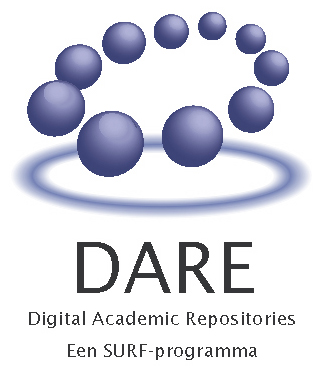 DARE
Digital Academic Repositories
Een SURF-programma